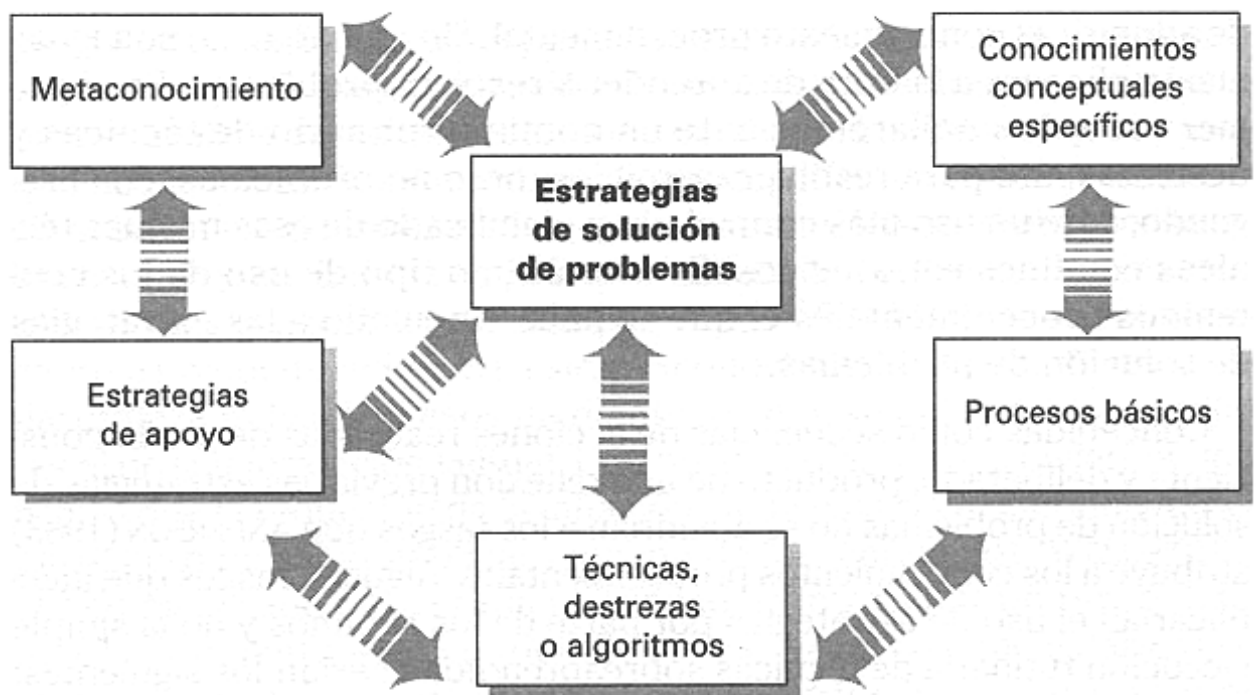 Metaconocimiento
Conocimientos
conceptuales
específicos
Estrategias
de solución
de problemas
Estrategias
de apoyo
Procesos básicos
Técnicas,
destrezas
o algoritmos